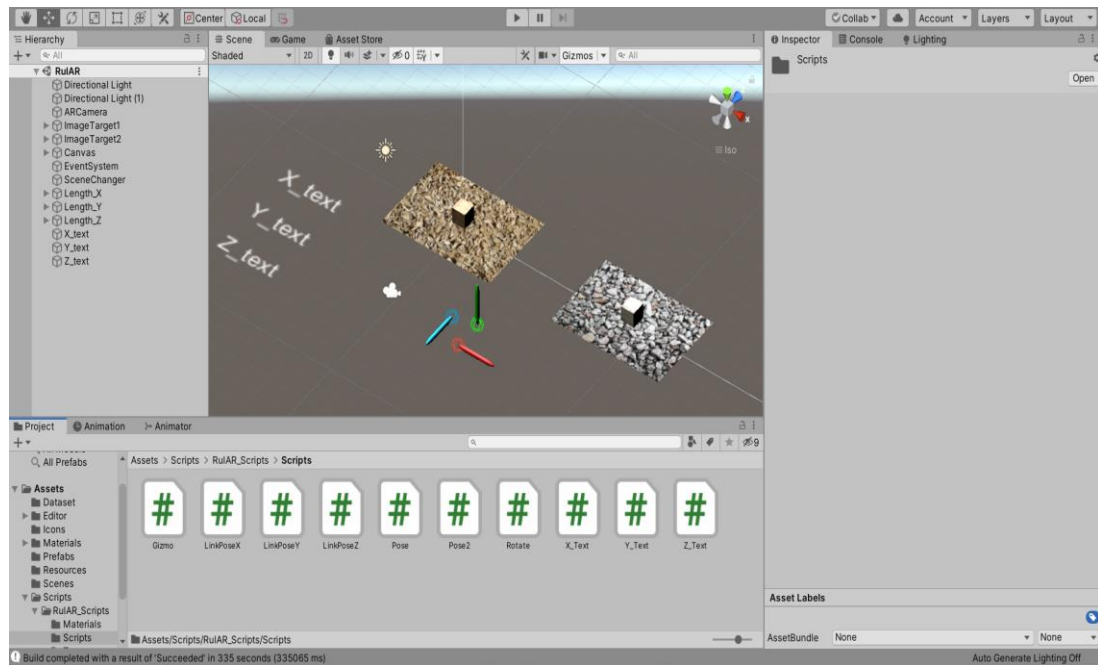 Center Local Collab Account Layers Layout
Hierarchy Scene Game Asset Store Inspector Console Lighting
All Shaded 2D 0 Gizmos All Scripts
Open
RulAR
Directional Light
Directional Light (1)
ARCamera
ImageTarget1
ImageTarget2
Canvas
EventSystem
SceneChanger
Length_X
Length_Y
Length_Z
X_text
Y_text
Z_text
x
Iso
X_text
Y_text
Z_text
Project Animation Animator
9
All Prefabs Assets > Scripts > RulAR_Scripts > Scripts
Assets
Dataset
Editor
Icons
Materials
Prefabs
Resources
Scenes
Scripts
RulAR_Scripts
Materials
Scripts
# # # # # # # # # #
Gizmo LinkPoseX LinkPoseY LinkPoseZ Pose Pose2 Rotate X_Text Y_Text Z_Text
Assets/Scripts/RulAR_Scripts/Scripts
Asset Labels
AssetBundle None None
Build completed with a result of 'Succeeded' in 335 seconds (335065 ms) Auto Generate Lighting Off